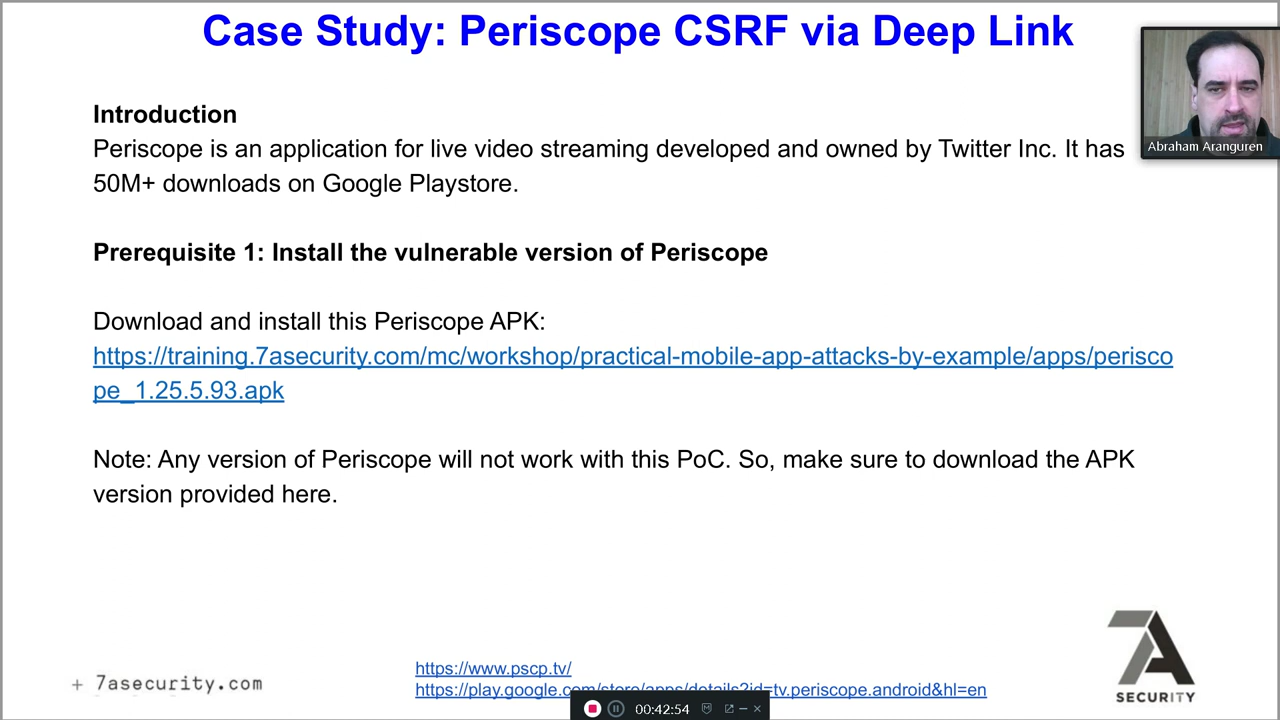 Case Study: Periscope CSRF via Deep Link
Abraham Aranguren
Introduction
Periscope is an application for live video streaming developed and owned by Twitter Inc. It has
50M+ downloads on Google Playstore.
Prerequisite 1: Install the vulnerable version of Periscope
Download and install this Periscope APK:
https://training.7asecurity.com/mc/workshop/practical-mobile-app-attacks-by-example/apps/perisco
pe_1.25.5.93.apk
Note: Any version of Periscope will not work with this PoC. So, make sure to download the APK
version provided here.
+ 7asecurity.com
https://www.pscp.tv/
https://play.google.com/store/apps/details?id=tv.periscope.android&hl=en
00:42:54
7A
SECURITY